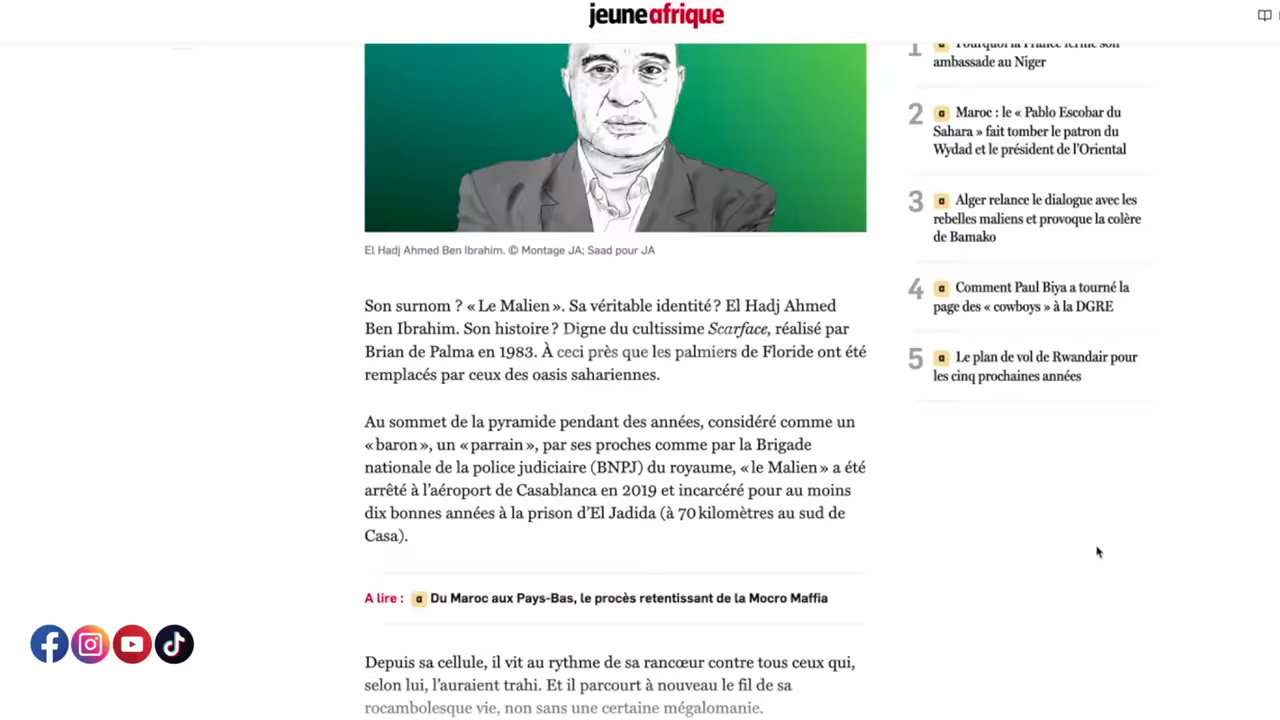 jeuneafrique
El Hadj Ahmed Ben Ibrahim. © Montage JA; Saad pour JA
Son surnom ? « Le Malien ». Sa véritable identité ? El Hadj Ahmed
Ben Ibrahim. Son histoire ? Digne du cultissime Scarface, réalisé par
Brian de Palma en 1983. À ceci près que les palmiers de Floride ont été
remplacés par ceux des oasis sahariennes.
Au sommet de la pyramide pendant des années, considéré comme un
« baron », un « parrain », par ses proches comme par la Brigade
nationale de la police judiciaire (BNPJ) du royaume, « le Malien » a été
arrêté à l’aéroport de Casablanca en 2019 et incarcéré pour au moins
dix bonnes années à la prison d’El Jadida (à 70 kilomètres au sud de
Casa).
A lire : a Du Maroc aux Pays-Bas, le procès retentissant de la Mocro Maffia
Depuis sa cellule, il vit au rythme de sa rancœur contre tous ceux qui,
selon lui, l’auraient trahi. Et il parcourt à nouveau le fil de sa
rocambolesque vie, non sans une certaine mégalomanie.
1 a Pourquoi la France ferme son
ambassade au Niger
2 a Maroc : le « Pablo Escobar du
Sahara » fait tomber le patron du
Wydad et le président de l’Oriental
3 a Alger relance le dialogue avec les
rebelles maliens et provoque la colère
de Bamako
4 a Comment Paul Biya a tourné la
page des « cowboys » à la DGRE
5 a Le plan de vol de Rwandair pour
les cinq prochaines années